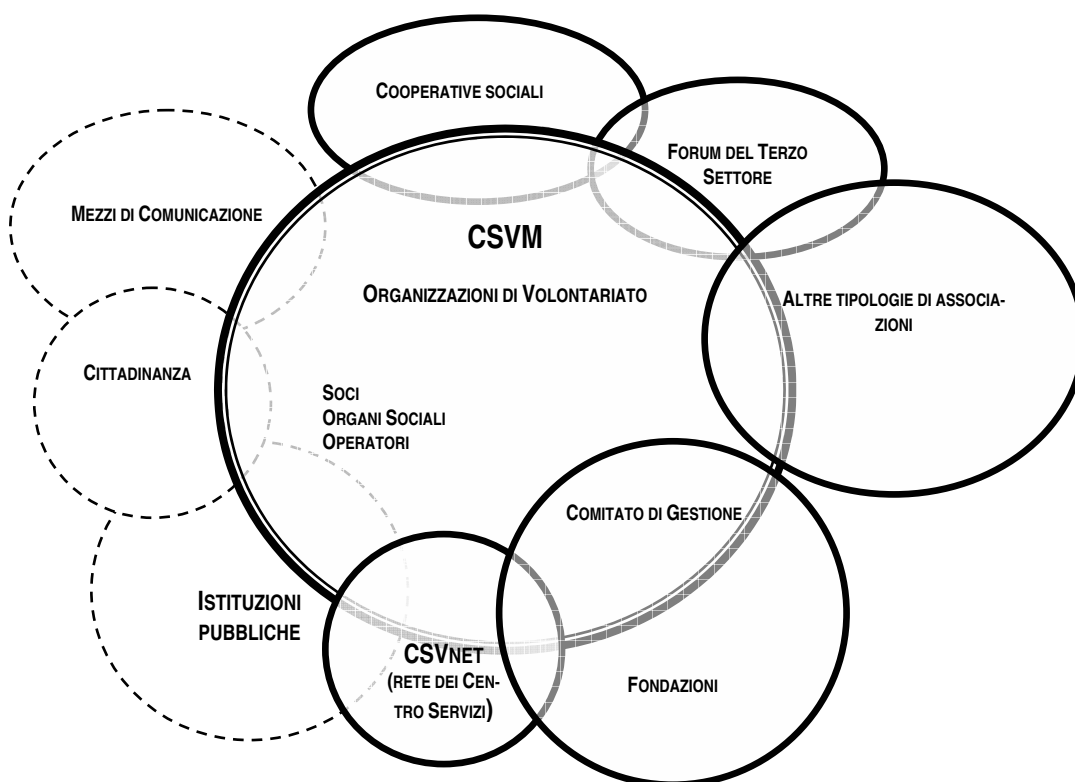 COOPERATIVE SOCIALI
FORUM DEL TERZO
SETTORE
MEZZI DI COMUNICAZIONE
CSVM
ORGANIZZAZIONI DI VOLONTARIATO
ALTRE TIPOLOGIE DI ASSOCIA-
ZIONI
CITTADINANZA
SOCI
ORGANI SOCIALI
OPERATORI
COMITATO DI GESTIONE
ISTITUZIONI
PUBBLICHE
CSVNET
(RETE DEI CEN-
TRO SERVIZI)
FONDAZIONI